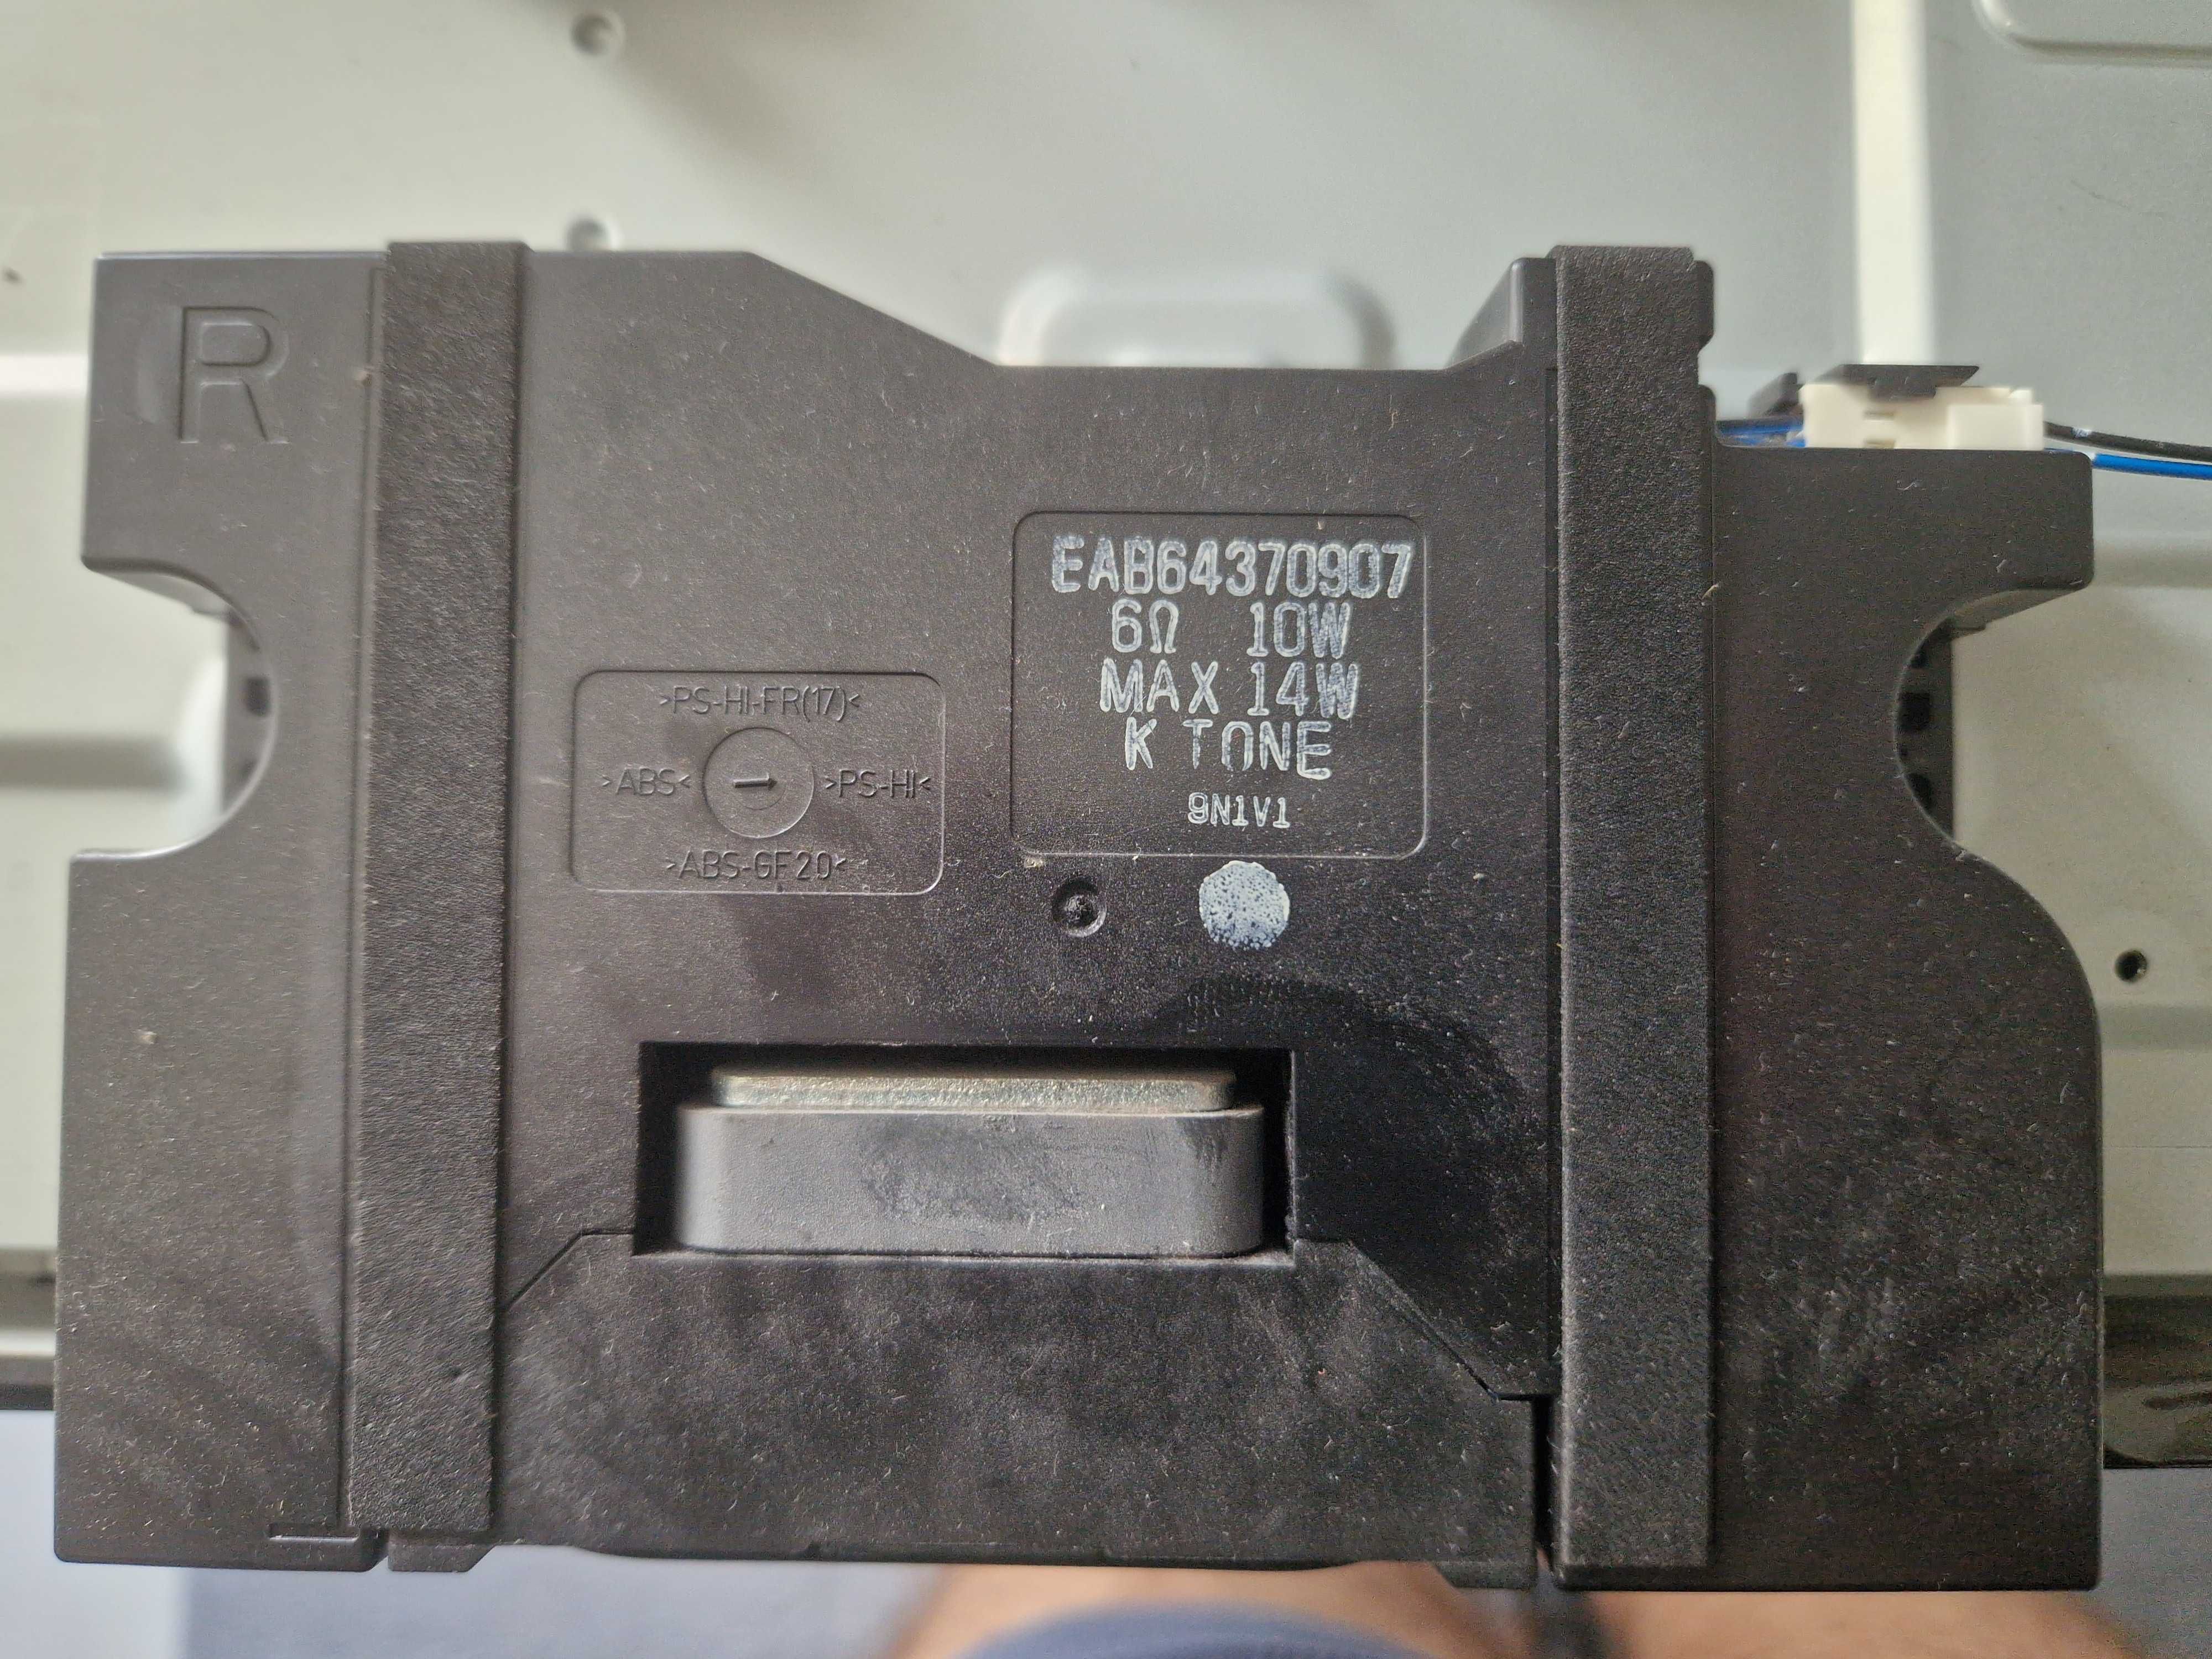 R
EAB64370907
6Ω 10W
MAX 14W
K TONE
9N1V1
>PS-HI-FR(17)<
>ABS< >PS-HI<
>ABS-GF20<